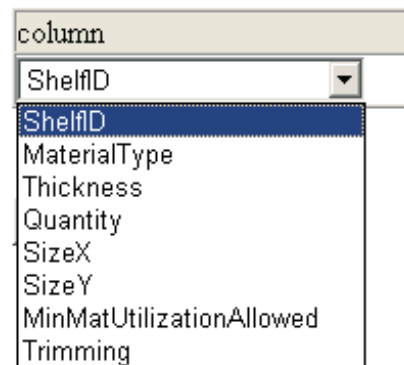 column
ShelfID
ShelfID
MaterialType
Thickness
Quantity
SizeX
SizeY
MinMatUtilizationAllowed
Trimming